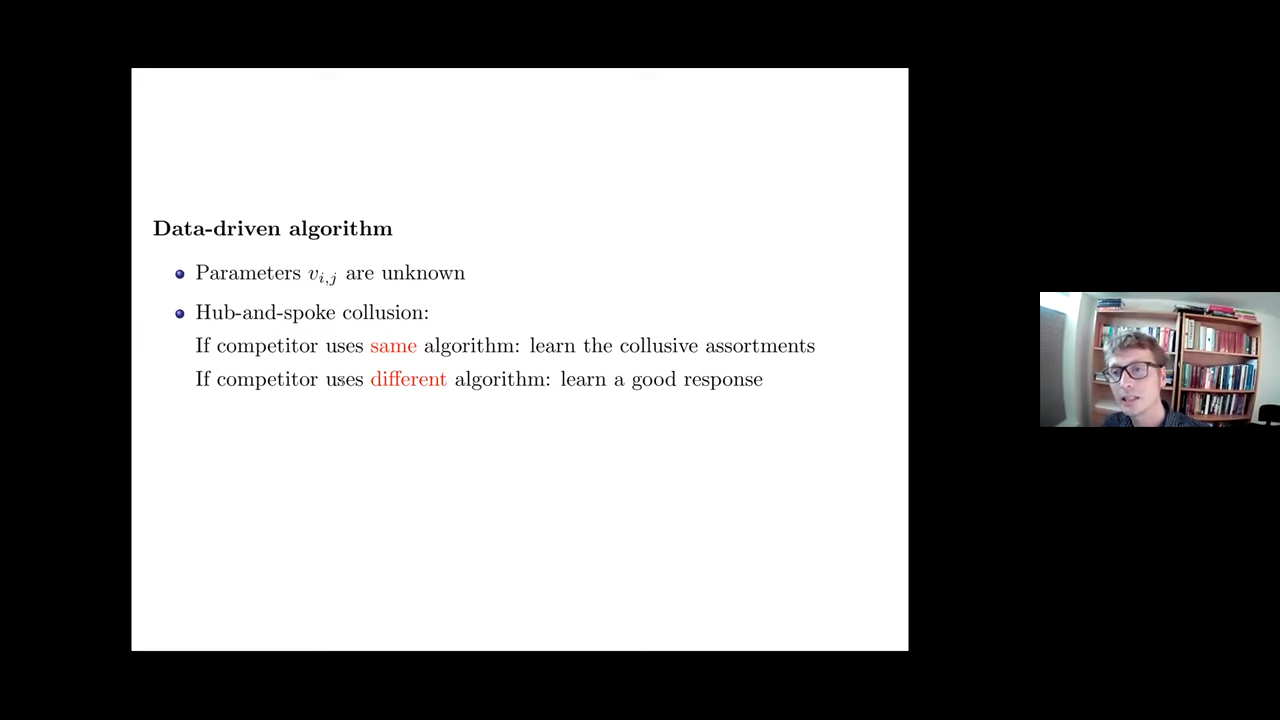 Data-driven algorithm
Parameters v_{i,j} are unknown
Hub-and-spoke collusion:
If competitor uses same algorithm: learn the collusive assortments
If competitor uses different algorithm: learn a good response